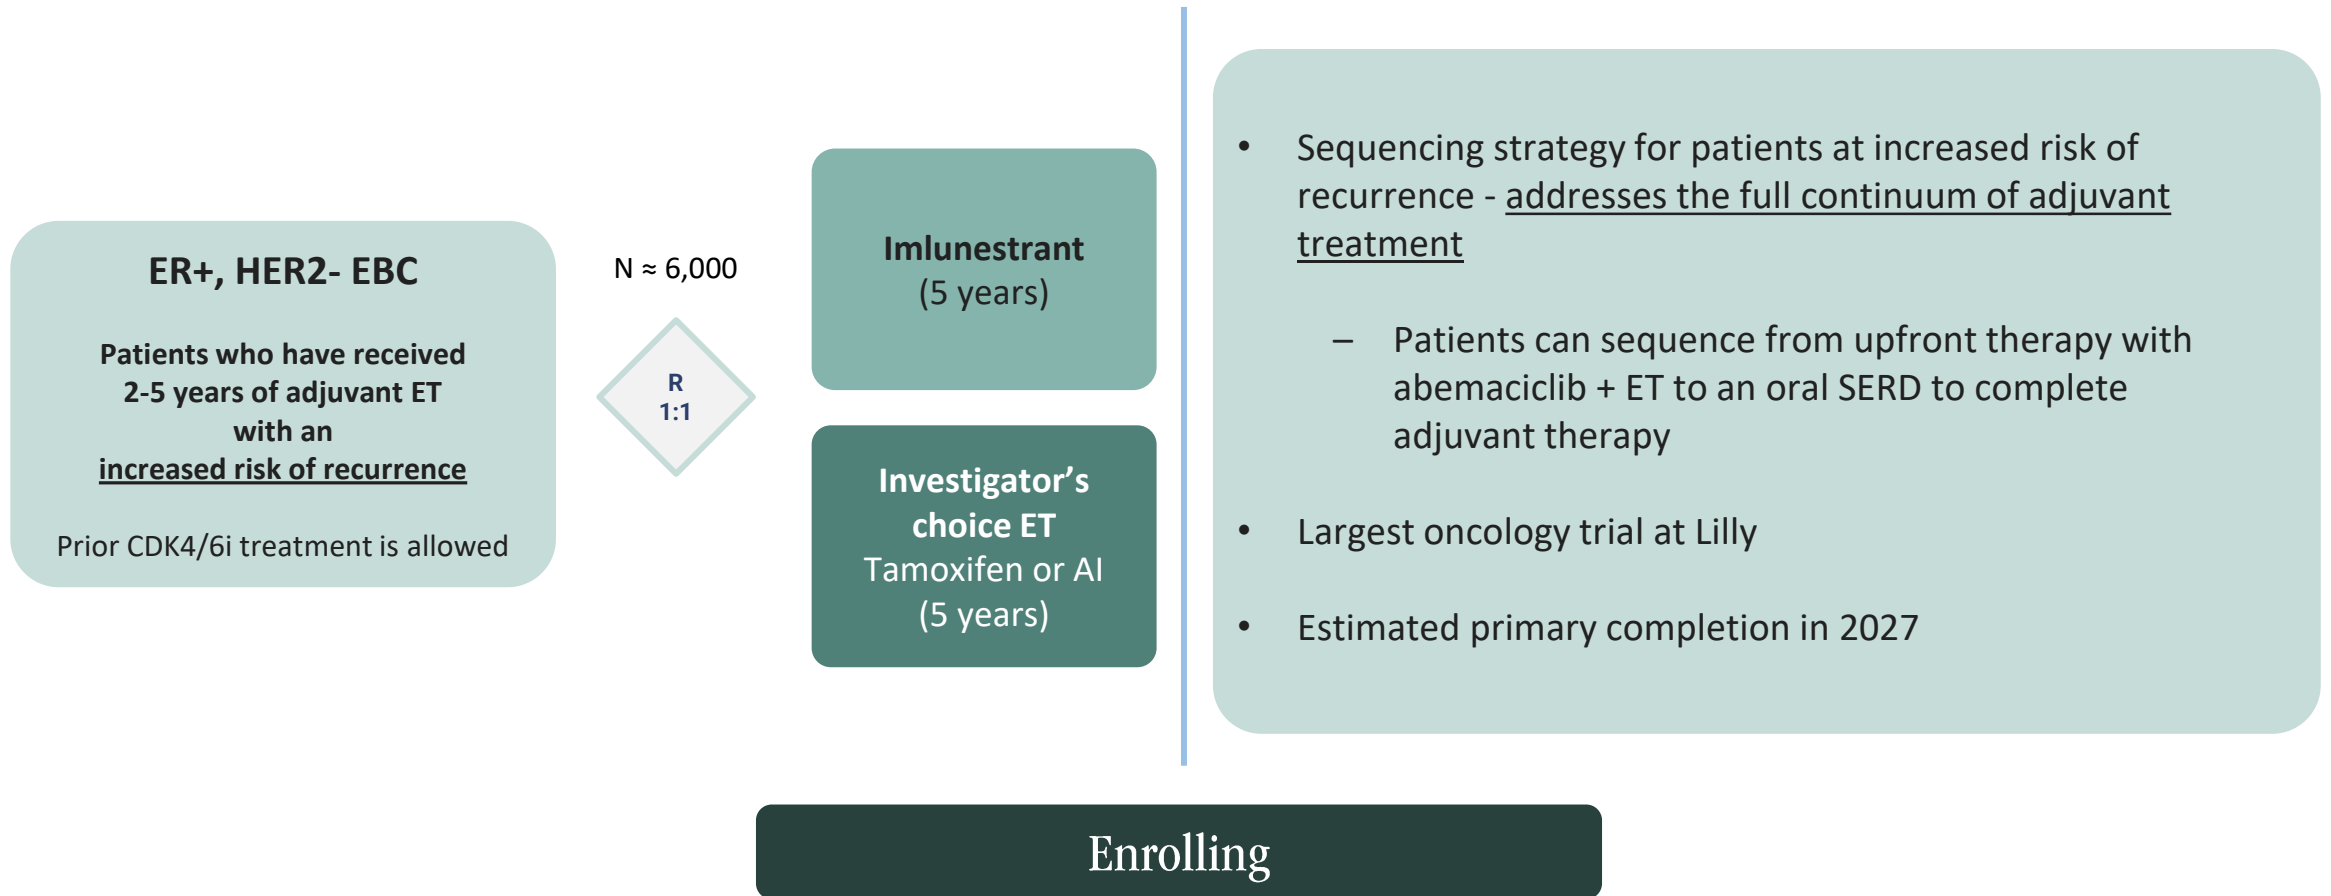 ER+, HER2- EBC
Patients who have received
2-5 years of adjuvant ET
with an
increased risk of recurrence
Prior CDK4/6i treatment is allowed
N ≈ 6,000
R
1:1
Imlunestrant
(5 years)
Investigator’s
choice ET
Tamoxifen or AI
(5 years)
• Sequencing strategy for patients at increased risk of
recurrence - addresses the full continuum of adjuvant
treatment
– Patients can sequence from upfront therapy with
abemaciclib + ET to an oral SERD to complete
adjuvant therapy
• Largest oncology trial at Lilly
• Estimated primary completion in 2027
Enrolling